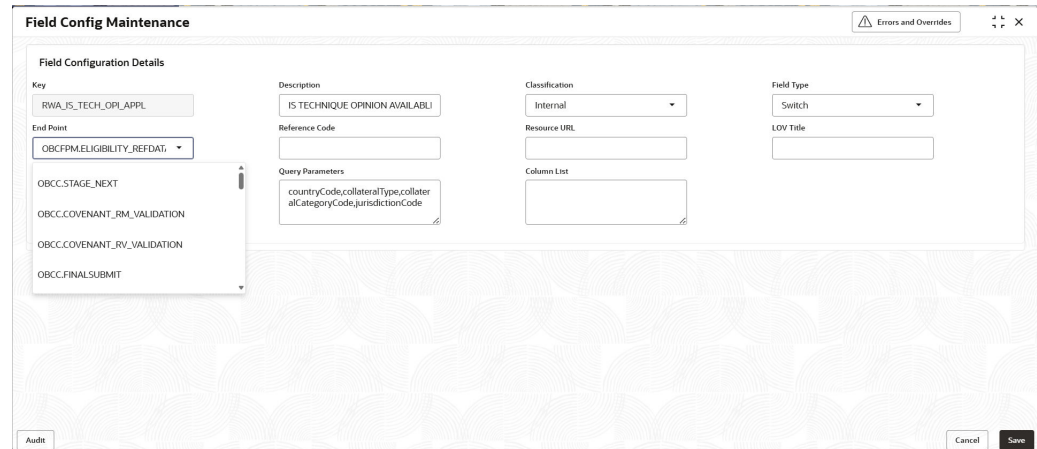 Field Config Maintenance
Errors and Overrides
Field Configuration Details
Key
Description
Classification
Field Type
RWA_IS_TECH_OPI_APPL
IS TECHNIQUE OPINION AVAILABLI
Internal
Switch
End Point
Reference Code
Resource URL
LOV Title
OBCFPM.ELIGIBILITY_REFDAT
Query Parameters
Column List
countryCode,collateralType,collater
alCategoryCode,jurisdictionCode
OBCC.STAGE_NEXT
OBCC.COVENANT_RM_VALIDATION
OBCC.COVENANT_RV_VALIDATION
OBCC.FINALSUBMIT
Audit
Cancel
Save